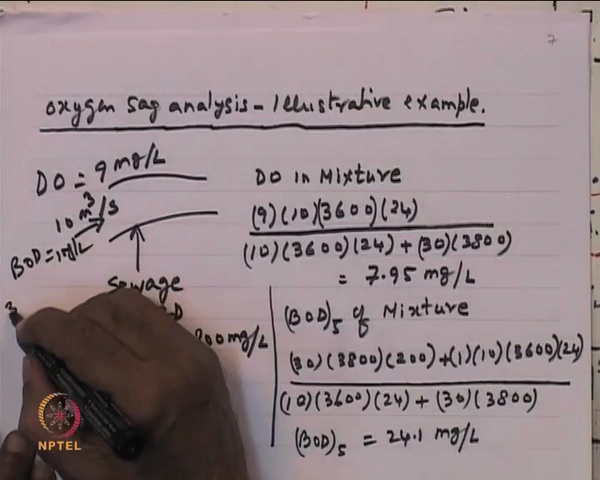 7
oxygen sag analysis - Illustrative example.
DO = 9 mg/L
10 m³/s
BOD = 1 mg/L
Sewage
200 mg/L
DO in Mixture
(9)(10)(3600)(24)
(10)(3600)(24) + (30)(3800)
= 7.95 mg/L
(BOD)₅ of Mixture
(30)(3800)(200) + (1)(10)(3600)(24)
(10)(3600)(24) + (30)(3800)
(BOD)₅ = 24.1 mg/L
NPTEL